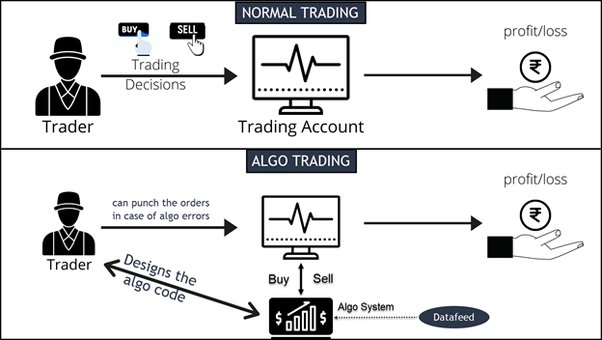 NORMAL TRADING
BUY
SELL
profit/loss
₹
Trading
Decisions
Trader
Trading Account
ALGO TRADING
profit/loss
can punch the orders
in case of algo errors
₹
Trader
Designs the
algo code
Buy
Sell
Algo System
$
$
Datafeed